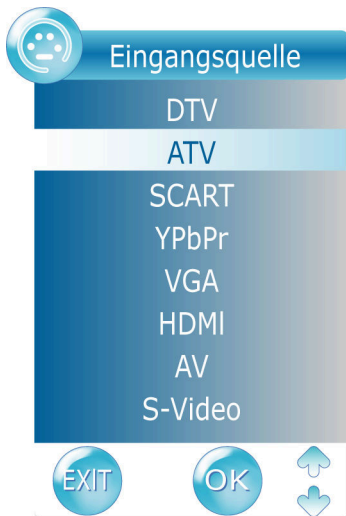 Eingangsquelle
DTV
ATV
SCART
YPbPr
VGA
HDMI
AV
S-Video
EXIT OK